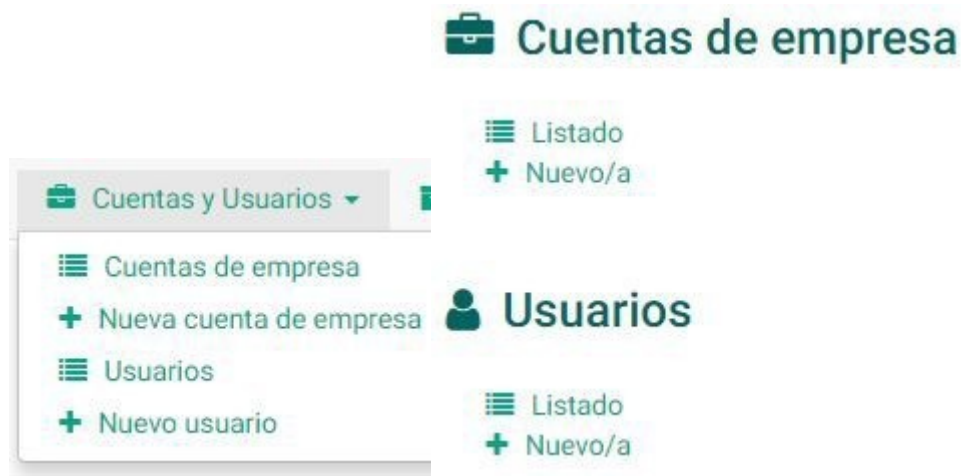 Cuentas y Usuarios
Cuentas de empresa
Nueva cuenta de empresa
Usuarios
Nuevo usuario
Cuentas de empresa
Listado
Nuevo/a
Usuarios
Listado
Nuevo/a